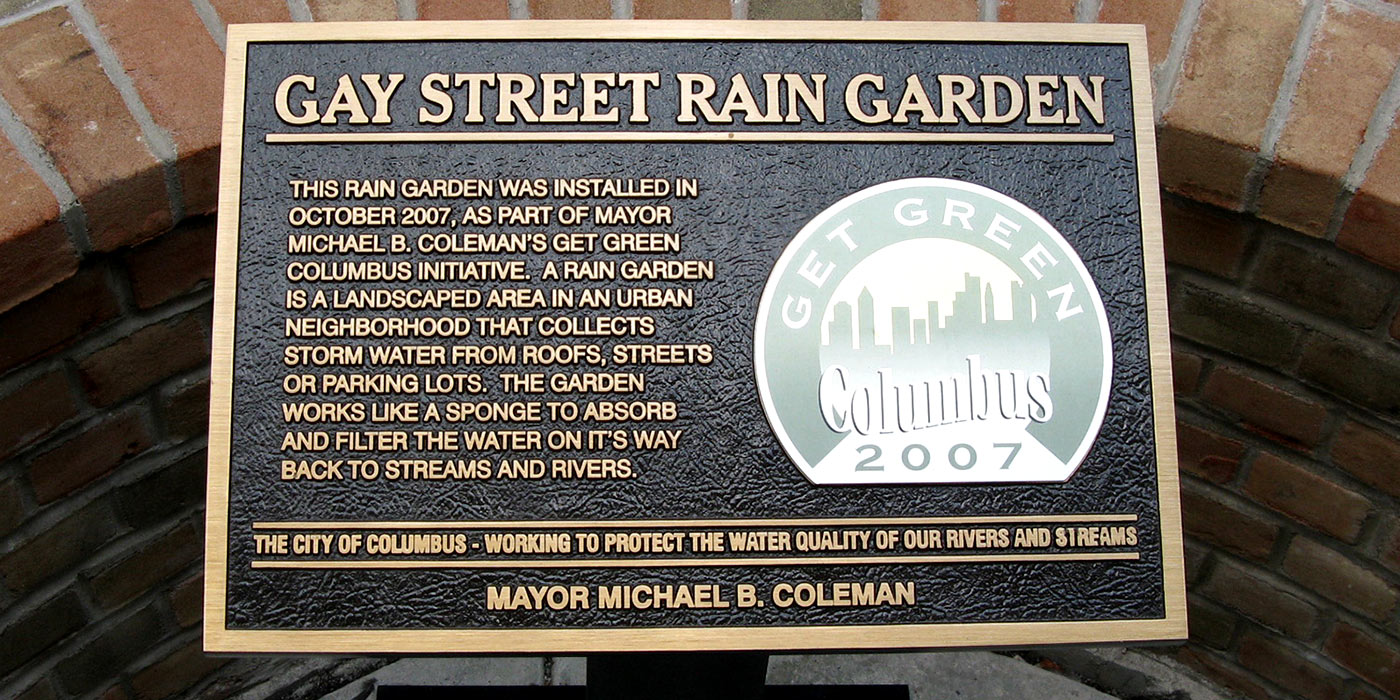 GAY STREET RAIN GARDEN
THIS RAIN GARDEN WAS INSTALLED IN
OCTOBER 2007, AS PART OF MAYOR
MICHAEL B. COLEMAN'S GET GREEN
COLUMBUS INITIATIVE. A RAIN GARDEN
IS A LANDSCAPED AREA IN AN URBAN
NEIGHBORHOOD THAT COLLECTS
STORM WATER FROM ROOFS, STREETS
OR PARKING LOTS. THE GARDEN
WORKS LIKE A SPONGE TO ABSORB
AND FILTER THE WATER ON IT'S WAY
BACK TO STREAMS AND RIVERS.
GET GREEN
Columbus
2007
THE CITY OF COLUMBUS - WORKING TO PROTECT THE WATER QUALITY OF OUR RIVERS AND STREAMS
MAYOR MICHAEL B. COLEMAN